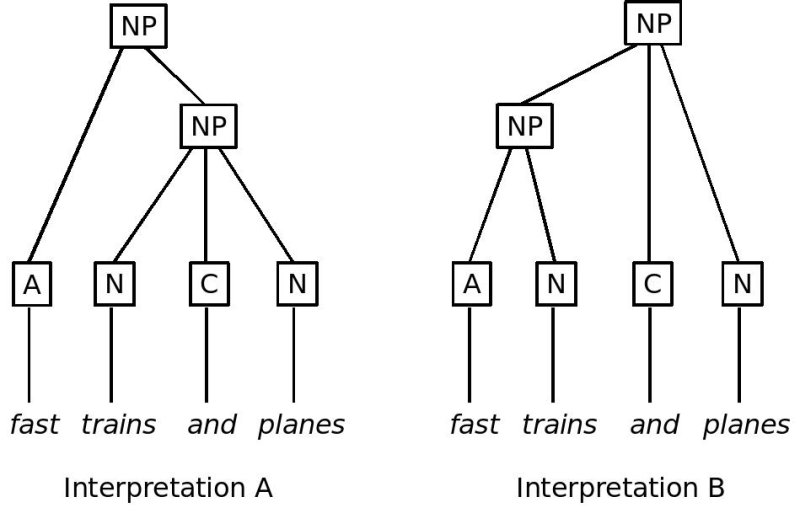 NP NP
NP NP
A N C N A N C N
fast trains and planes fast trains and planes
Interpretation A Interpretation B